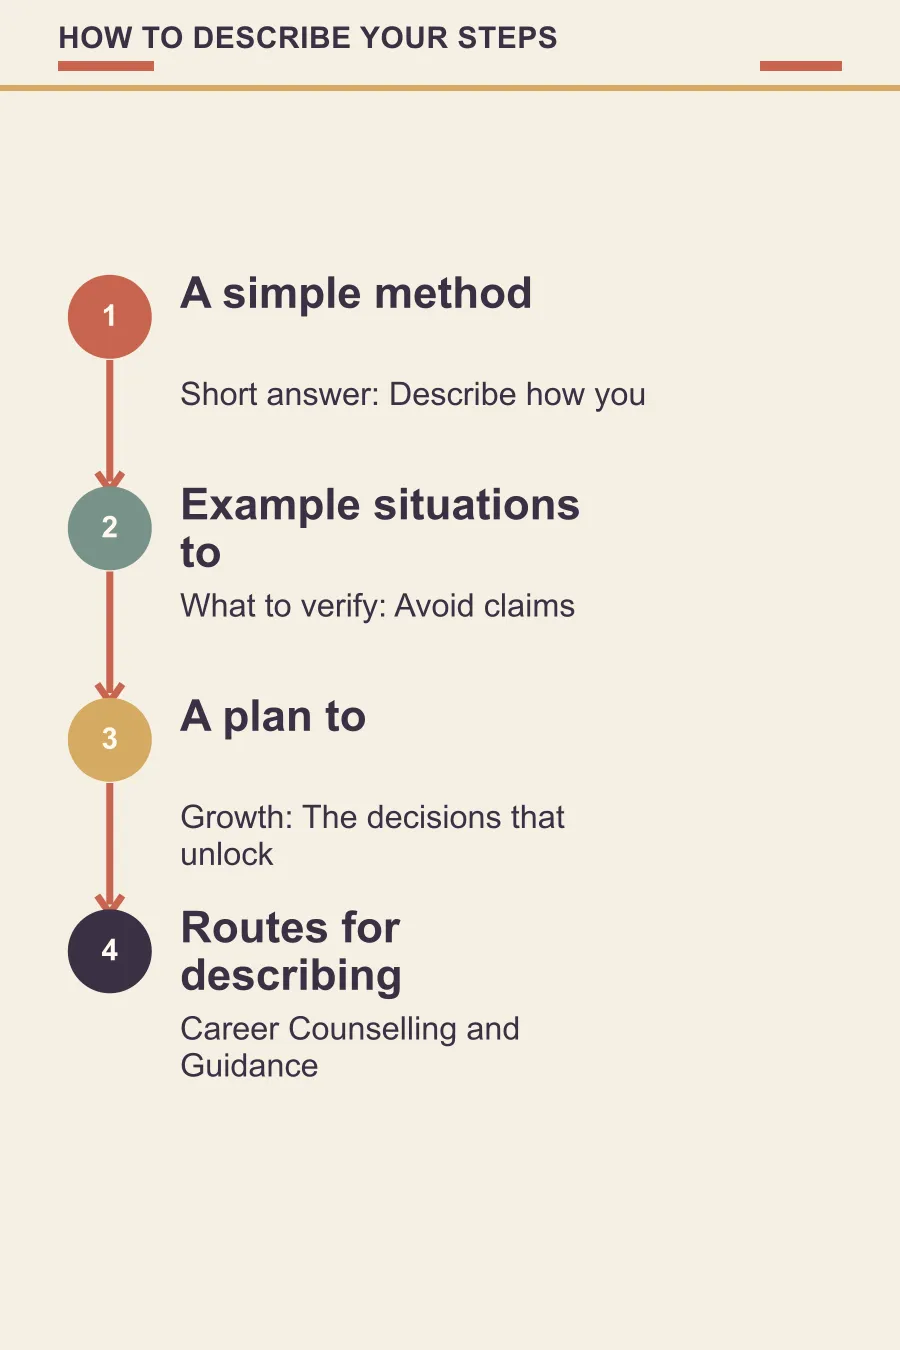 HOW TO DESCRIBE YOUR STEPS
1
A simple method
Short answer: Describe how you
2
Example situations
to
What to verify: Avoid claims
3
A plan to
Growth: The decisions that
unlock
4
Routes for
describing
Career Counselling and
Guidance